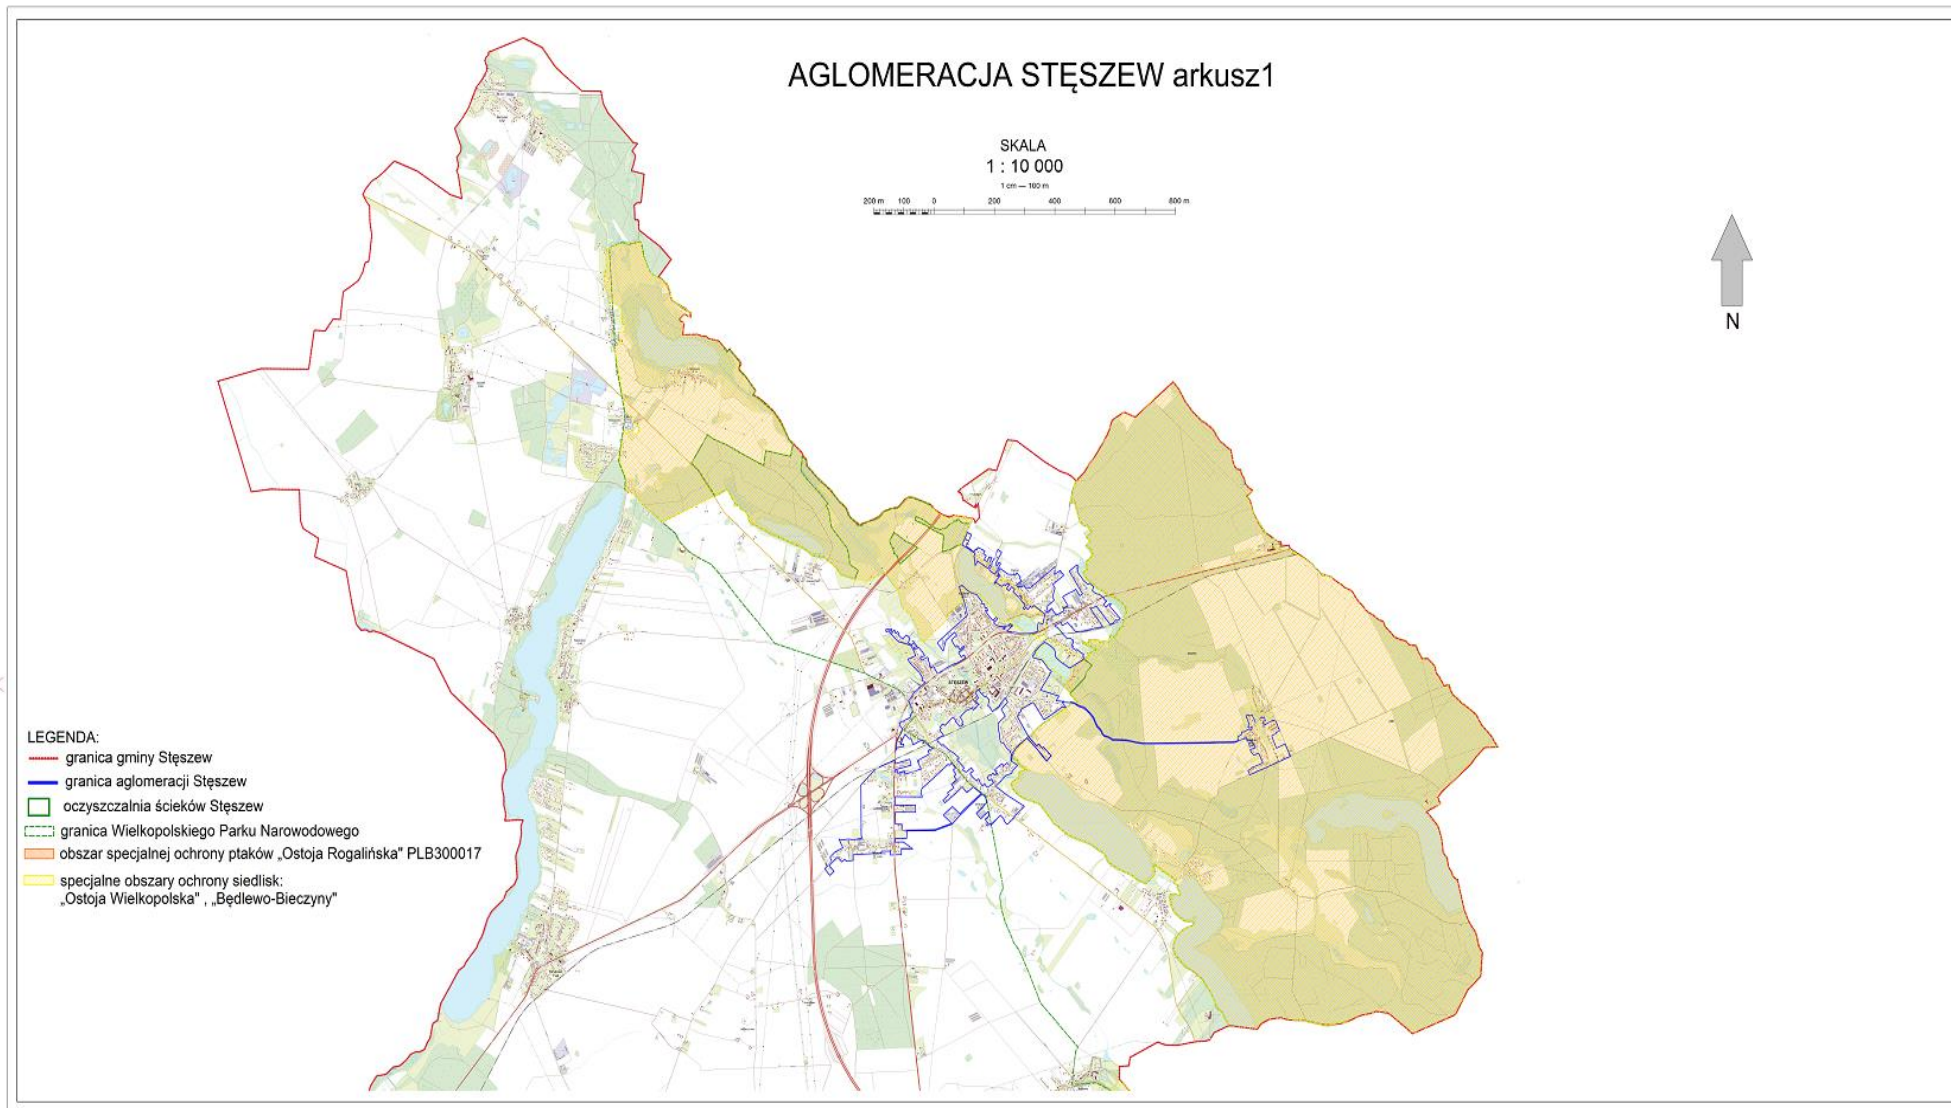 AGLOMERACJA STĘSZEW arkusz1
SKALA
1 : 10 000
1 cm — 100 m
200 m 100 0 200 400 600 800 m
N
STĘSZEW
LEGENDA:
granica gminy Stęszew
granica aglomeracji Stęszew
oczyszczalnia ścieków Stęszew
granica Wielkopolskiego Parku Narowodowego
obszar specjalnej ochrony ptaków „Ostoja Rogalińska" PLB300017
specjalne obszary ochrony siedlisk:
„Ostoja Wielkopolska" , „Będlewo-Bieczyny"